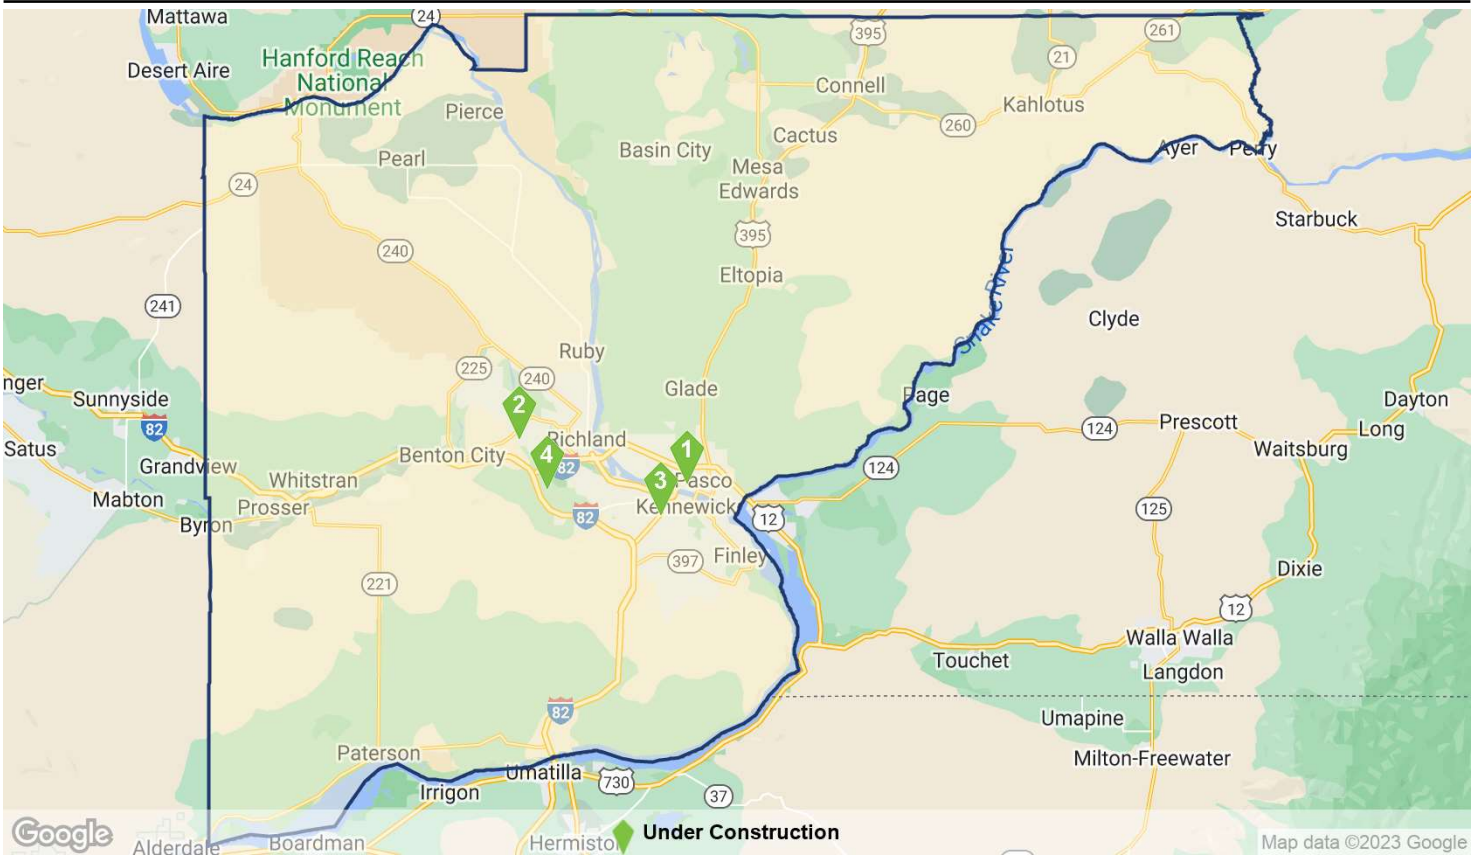 Mattawa
24
395
261
Desert Aire
Hanford Reach
National
Monument
21
Connell
Kahlotus
Pierce
260
Cactus
Basin City
Ayer
Perry
Pearl
Mesa
24
Edwards
Starbuck
395
240
Snake River
Eltopia
241
Clyde
Ruby
225
240
nger
Glade
Sunnyside
2
Page
Dayton
82
Prescott
124
Long
Satus
Richland
1
Waitsburg
Benton City
4
82
Grandview
124
Whitstran
3
Pasco
Mabton
Prosser
Kennewick
125
Byron
82
12
Finley
397
Dixie
221
12
Walla Walla
Touchet
Langdon
82
Umapine
Paterson
Milton-Freewater
Umatilla
730
Irrigon
37
Google
Under Construction
Alderdale
Boardman
Hermiston
Map data ©2023 Google